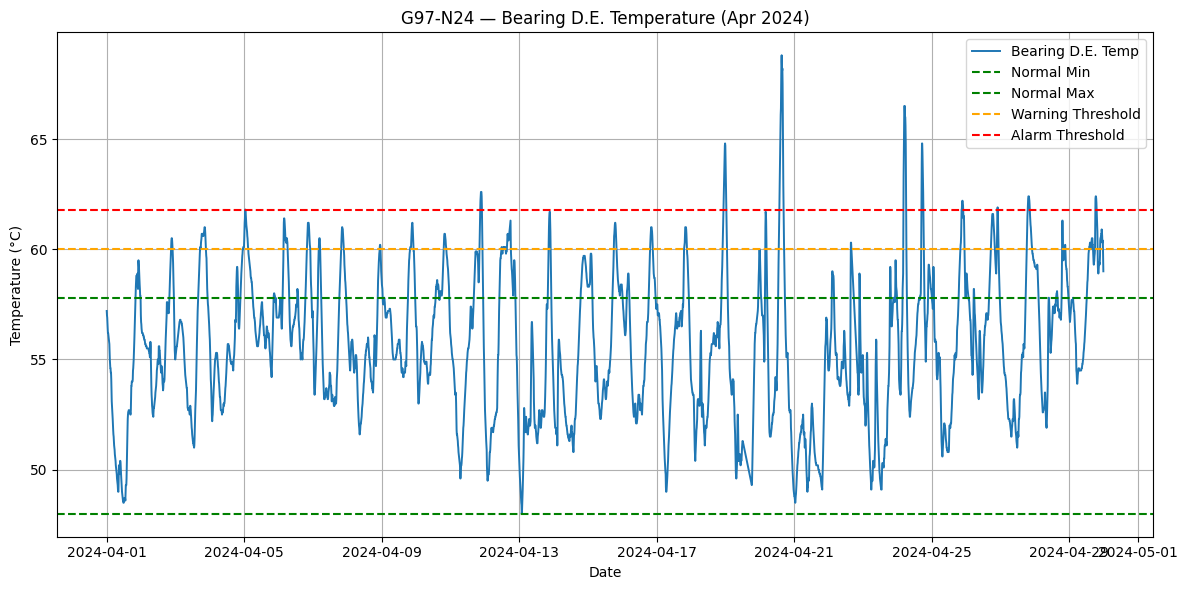 G97-N24 — Bearing D.E. Temperature (Apr 2024)
Bearing D.E. Temp
Normal Min
Normal Max
Warning Threshold
Alarm Threshold
Temperature (°C)
65
60
55
50
2024-04-01 2024-04-05 2024-04-09 2024-04-13 2024-04-17 2024-04-21 2024-04-25 2024-04-29 2024-05-01
Date